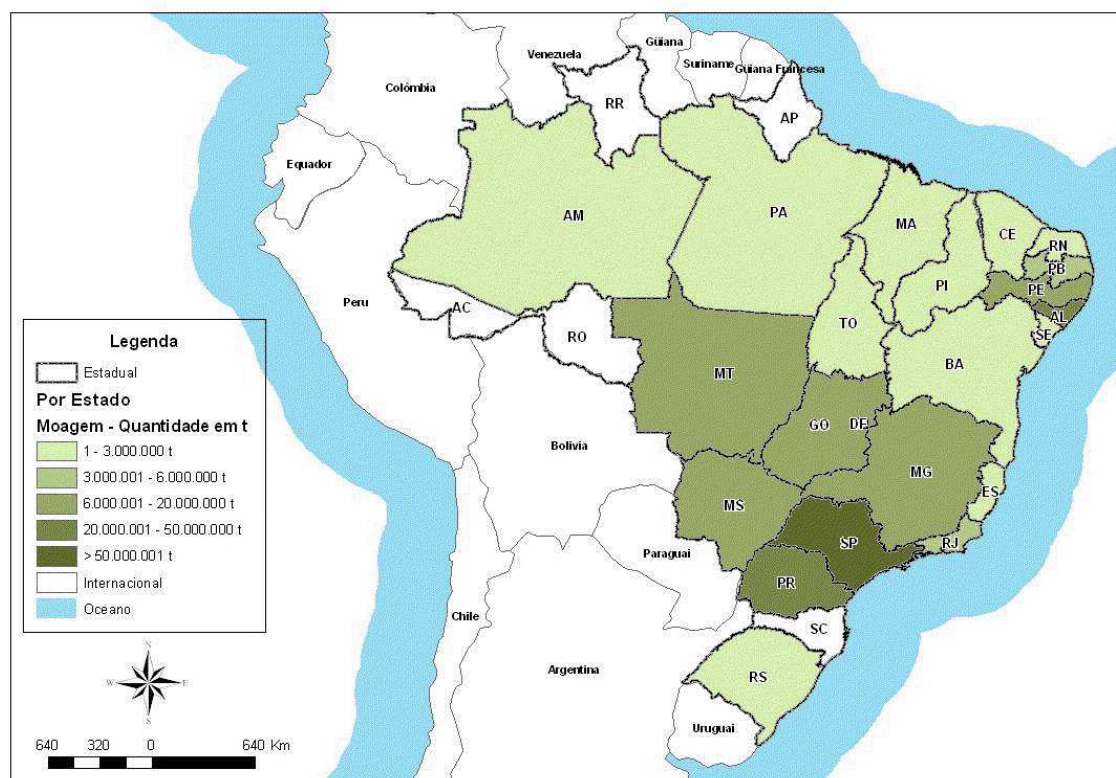 Güiana
Venezuela
Suriname
Güiana Francesa
Colômbia
RR
AP
Equador
AM
PA
MA
CE
RN
PB
PE
PI
AL
SE
Peru
AC
TO
RO
BA
MT
GO
DF
Bolívia
MG
ES
MS
SP
RJ
Paraguai
PR
Chile
SC
Argentina
RS
Uruguai
Legenda
Estadual
Por Estado
Moagem - Quantidade em t
1 - 3.000.000 t
3.000.001 - 6.000.000 t
6.000.001 - 20.000.000 t
20.000.001 - 50.000.000 t
> 50.000.001 t
Internacional
Oceano
N
W
E
S
640 320 0 640 Km